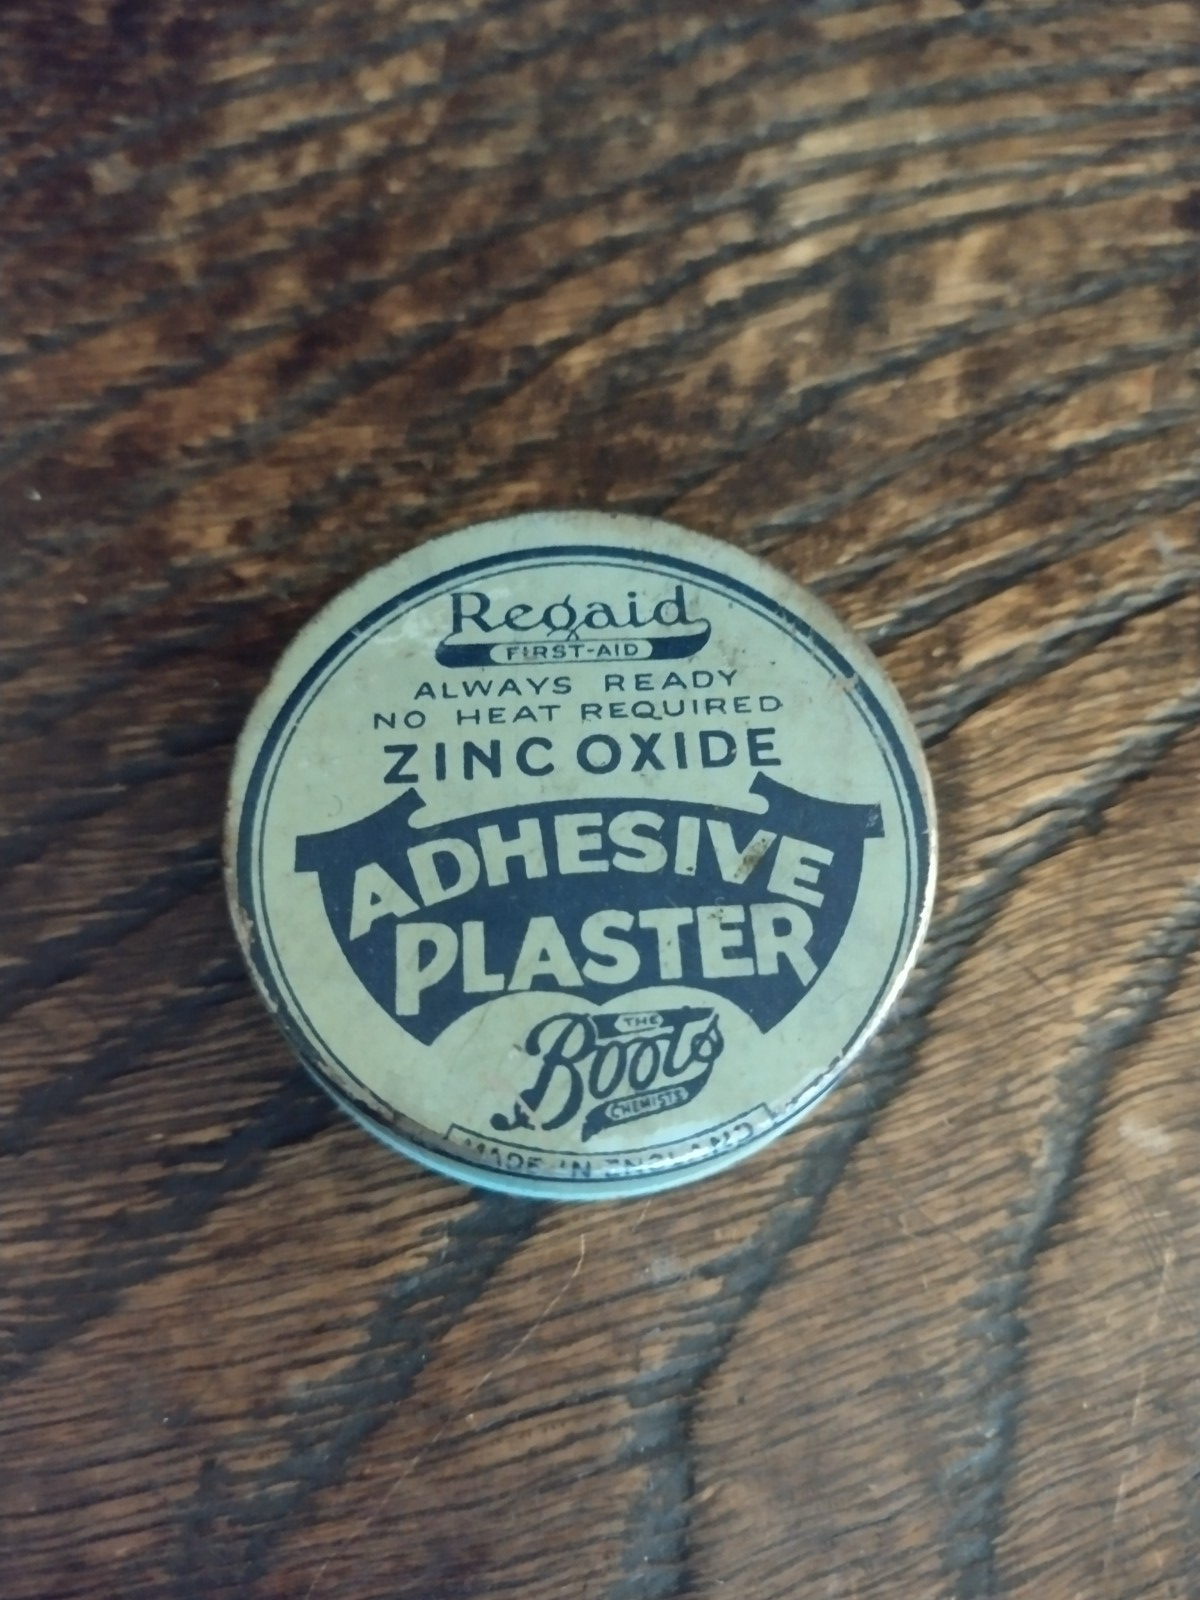 Regaid
FIRST-AID
ALWAYS READY
NO HEAT REQUIRED
ZINC OXIDE
ADHESIVE
PLASTER
THE
Boots
CHEMISTS
MADE IN ENGLAND